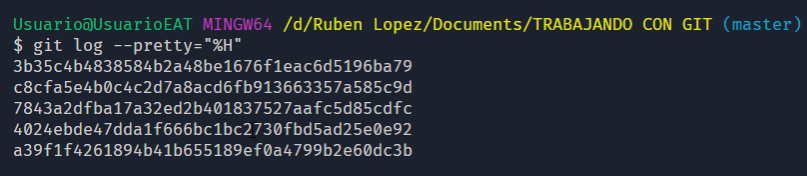 Usuario@UsuarioEAT MINGW64 /d/Ruben Lopez/Documents/TRABAJANDO CON GIT (master)
$ git log --pretty="%H"
3b35c4b4838584b2a48be1676f1eac6d5196ba79
c8cfa5e4b0c4c2d7a8acd6fb913663357a585c9d
7843a2dfba17a32ed2b401837527aafc5d85cdfc
4024ebde47dda1f666bc1bc2730fbd5ad25e0e92
a39f1f4261894b41b655189ef0a4799b2e60dc3b